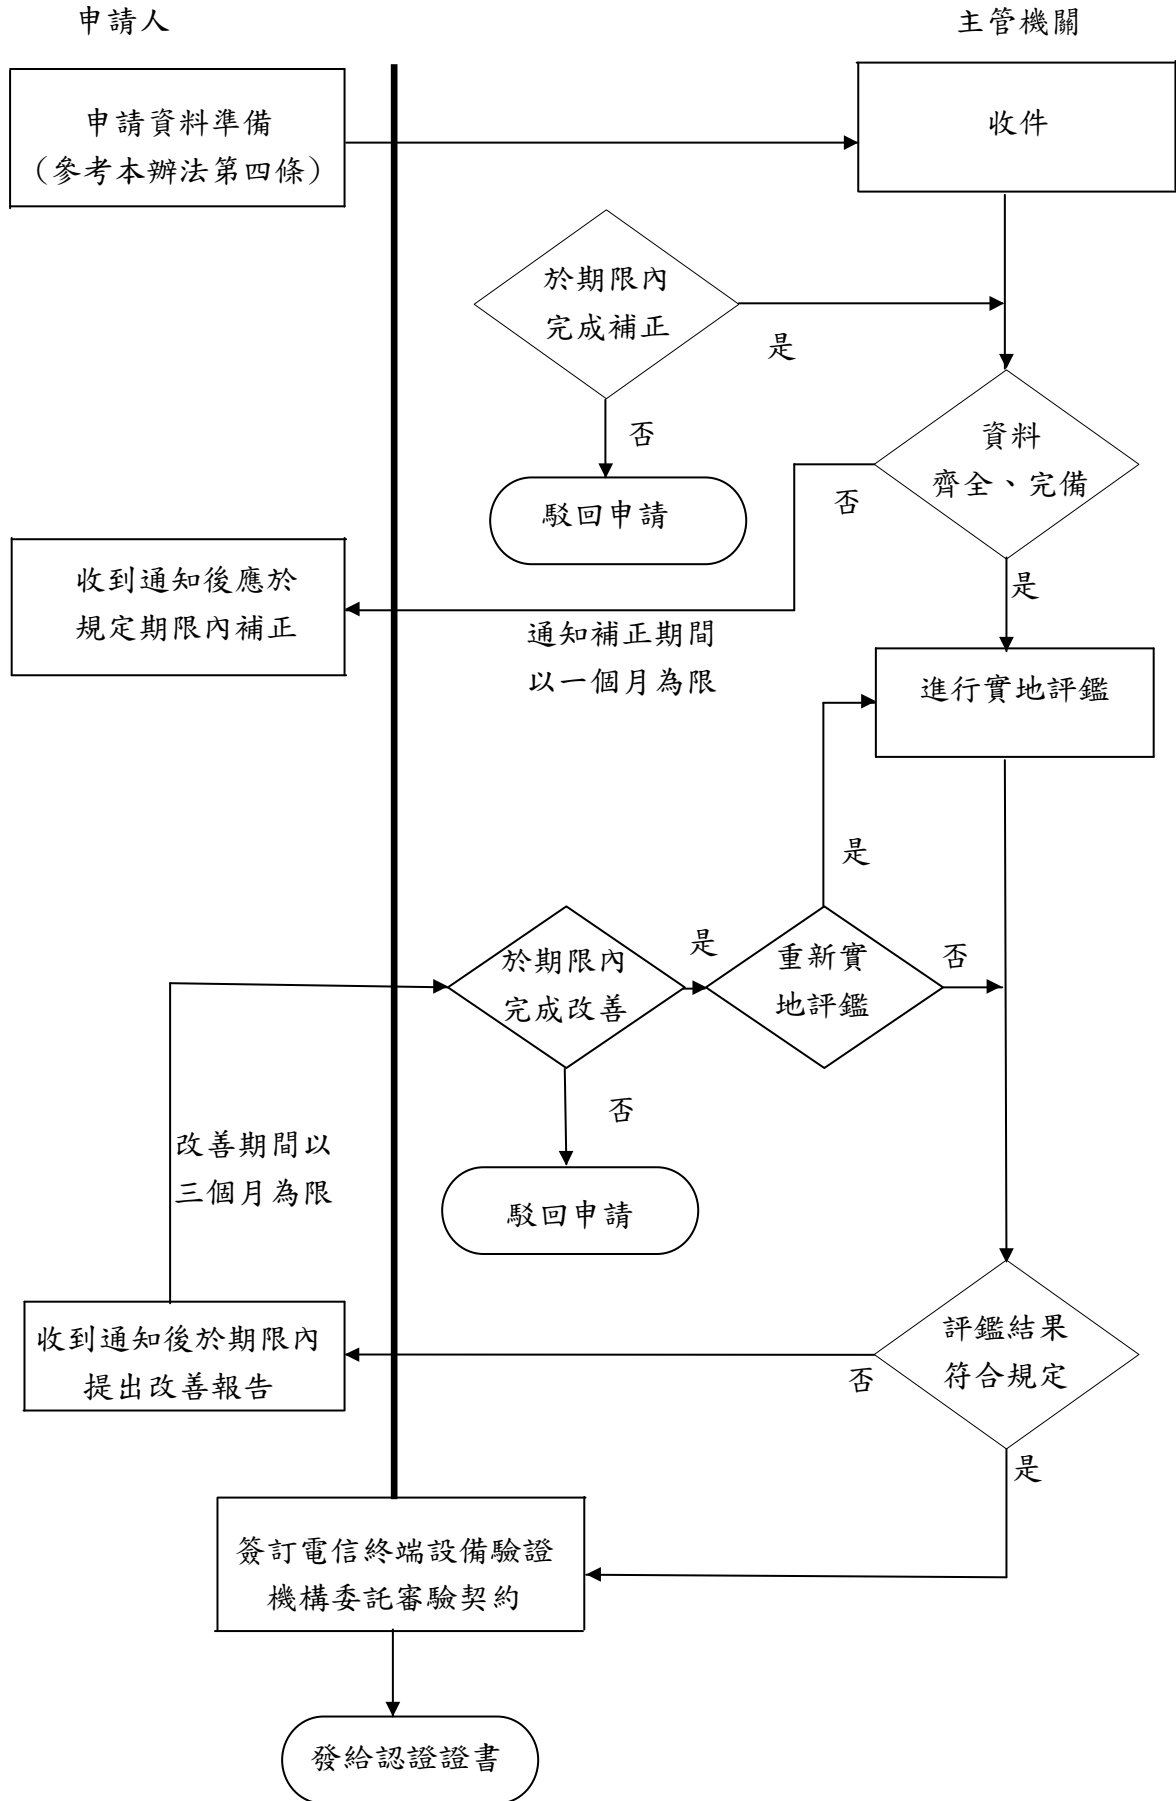 申請人
主管機關
申請資料準備
（參考本辦法第四條）
收件
於期限內
完成補正
是
否
駁回申請
資料
齊全、完備
否
是
收到通知後應於
規定期限內補正
通知補正期間
以一個月為限
進行實地評鑑
是
於期限內
完成改善
是
重新實
地評鑑
否
否
改善期間以
三個月為限
駁回申請
收到通知後於期限內
提出改善報告
評鑑結果
符合規定
否
是
簽訂電信終端設備驗證
機構委託審驗契約
發給認證證書